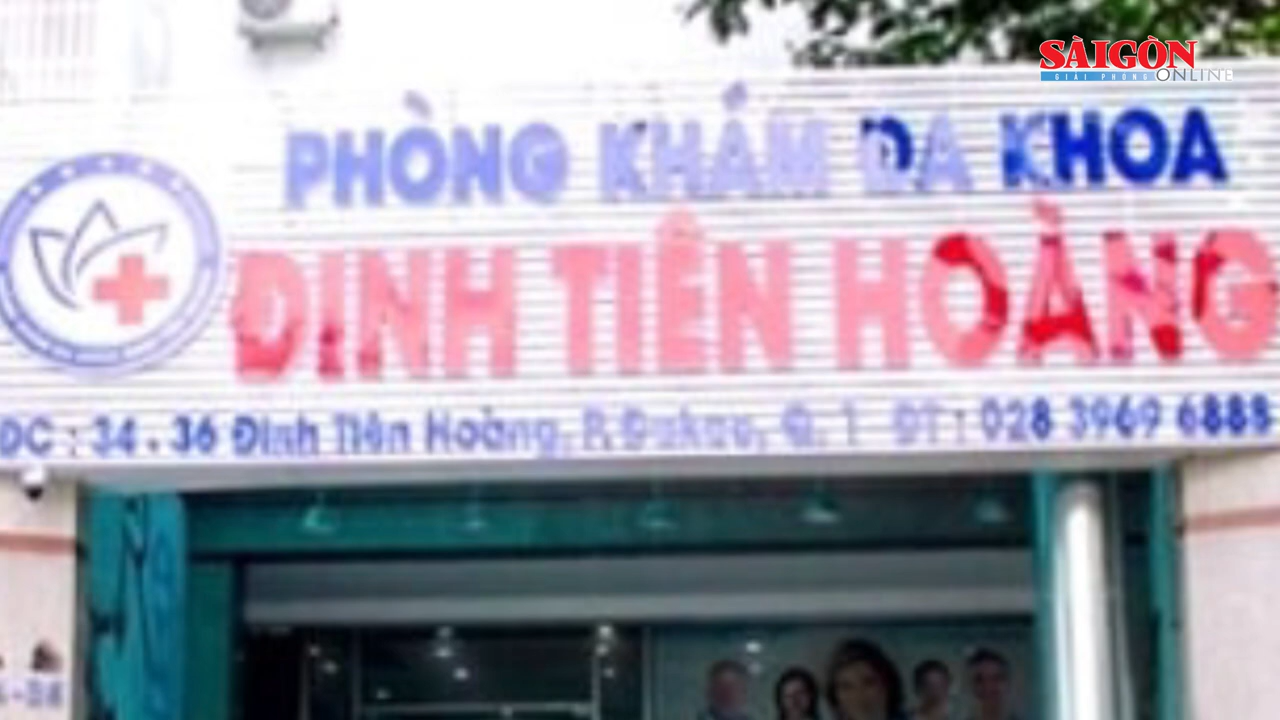 SÀIGÒN
GIẢI PHÓNG ONLINE
PHÒNG KHÁM ĐA KHOA
ĐINH TIÊN HOÀNG
ĐC : 34 - 36 Đinh Tiên Hoàng, P. Đakao, Q. 1 ĐT : 028 3969 6888